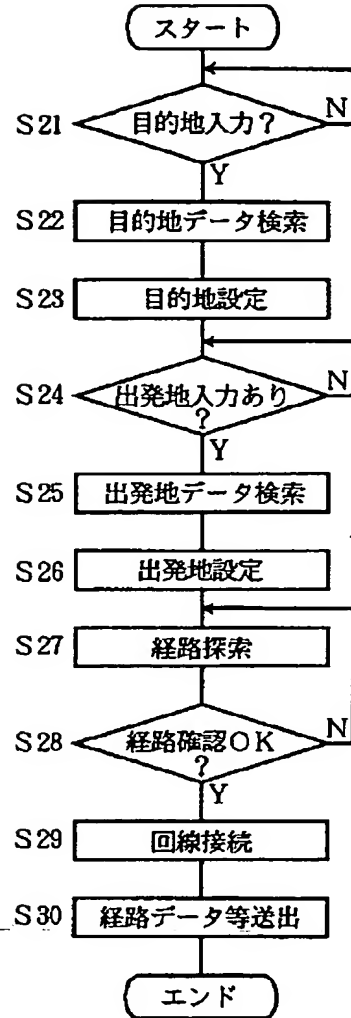 スタート
S21 目的地入力? N
Y
S22 目的地データ検索
S23 目的地設定
S24 出発地入力あり? N
Y
S25 出発地データ検索
S26 出発地設定
S27 経路探索
S28 経路確認OK? N
Y
S29 回線接続
S30 経路データ等送出
エンド